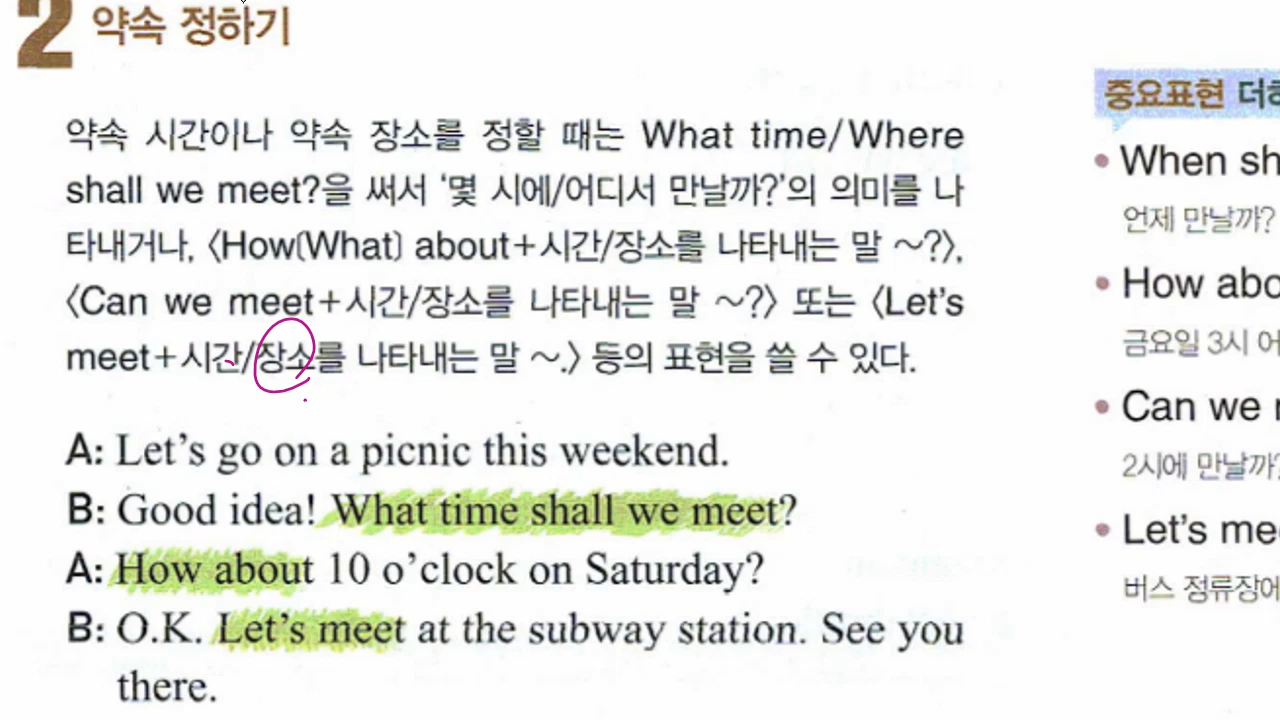 2 약속 정하기
약속 시간이나 약속 장소를 정할 때는 What time/Where
shall we meet?을 써서 ‘몇 시에/어디서 만날까?’의 의미를 나
타내거나, 〈How(What) about+시간/장소를 나타내는 말 ~?〉,
〈Can we meet+시간/장소를 나타내는 말 ~?〉 또는 〈Let’s
meet+시간/장소를 나타내는 말 ~.〉 등의 표현을 쓸 수 있다.
A: Let’s go on a picnic this weekend.
B: Good idea! What time shall we meet?
A: How about 10 o’clock on Saturday?
B: O.K. Let’s meet at the subway station. See you
there.
중요표현
• When
언제 만날까?
• How
금요일 3시
• Can we
2시에 만날까?
• Let’s
버스 정류장에